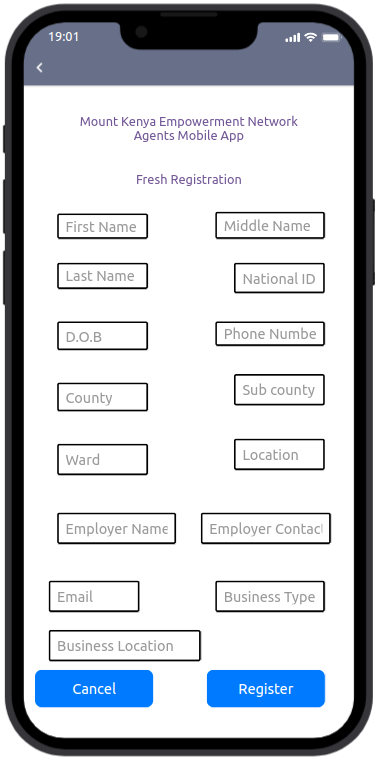 19:01
Mount Kenya Empowerment Network
Agents Mobile App
Fresh Registration
First Name
Middle Name
Last Name
National ID
D.O.B
Phone Numbe
County
Sub county
Ward
Location
Employer Name
Employer Contact
Email
Business Type
Business Location
Cancel
Register